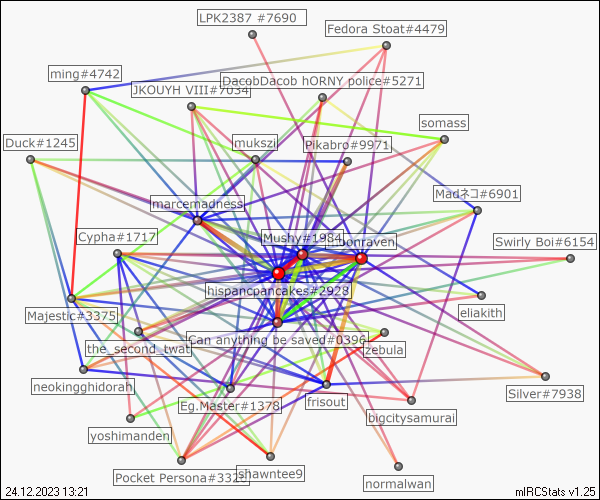 LPK2387 #7690
Fedora Stoat#4479
ming#4742
DacobDacob hORNY police#5271
JKOUYH VIII#7034
somass
Duck#1245
mukszi
Pikabro#9971
Madネコ#6901
marcemadness
Cypha#1717
Mushy#1984
Swirly Boi#6154
hispancpancakes#2928
eliakith
Majestic#3375
Can anything be saved#0396
the_second_twat
zebula
neokingghidorah
Silver#7938
Eg.Master#1378
frisout
bigcitysamurai
yoshimanden
Pocket Persona#3325
shawntee9
normalwan
24.12.2023 13:21
mIRCStats v1.25